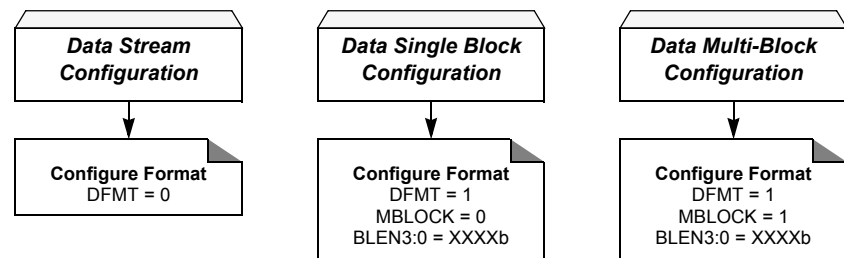 Data Stream
Configuration
Configure Format
DFMT = 0
Data Single Block
Configuration
Configure Format
DFMT = 1
MBLOCK = 0
BLEN3:0 = XXXXb
Data Multi-Block
Configuration
Configure Format
DFMT = 1
MBLOCK = 1
BLEN3:0 = XXXXb